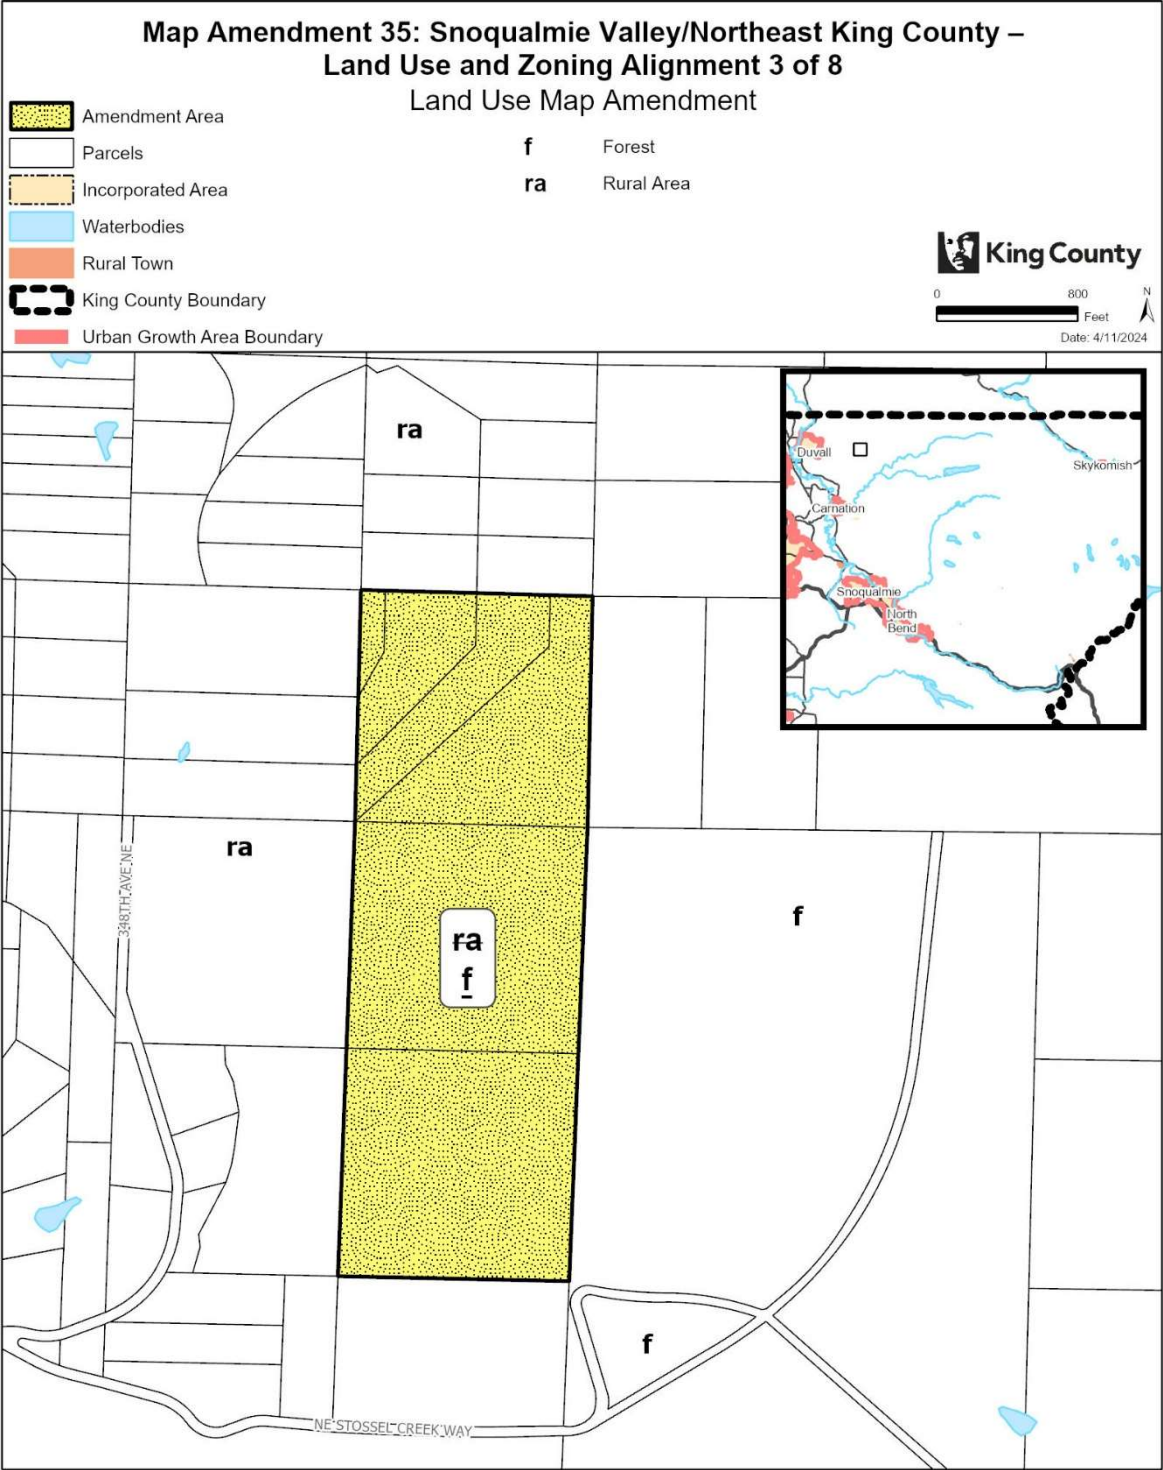 Map Amendment 35: Snoqualmie Valley/Northeast King County –
Land Use and Zoning Alignment 3 of 8
Land Use Map Amendment
Amendment Area
Parcels
Incorporated Area
Waterbodies
Rural Town
King County Boundary
Urban Growth Area Boundary
f Forest
ra Rural Area
King County
0 800
Feet
N
Date: 4/11/2024
ra
Duvall
Skykomish
Carnation
Snoqualmie
North
Bend
ra
348TH AVE NE
ra
f
f
f
NE STOSSEL CREEK WAY